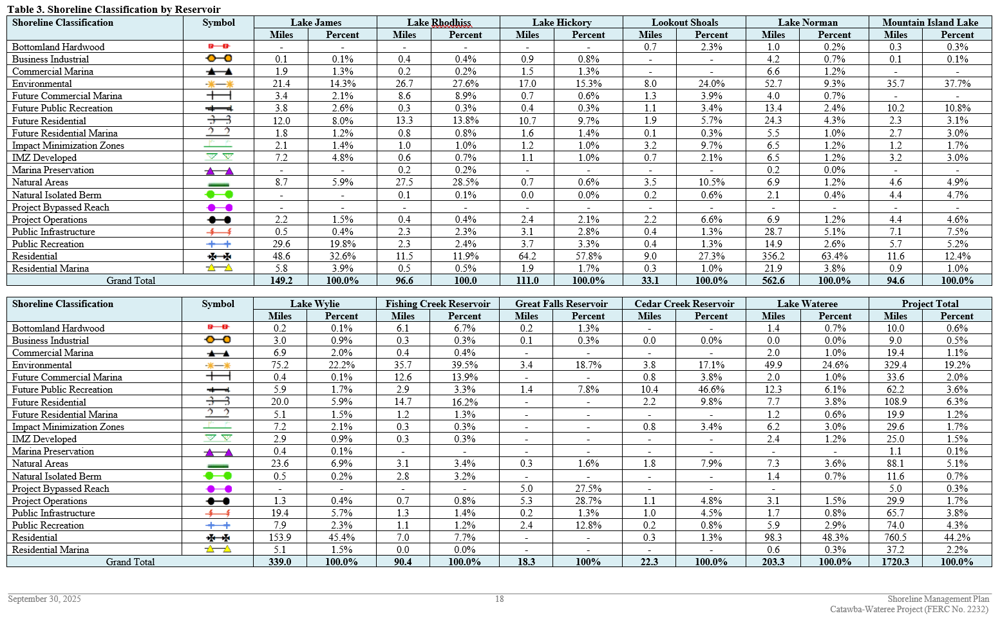 Table 3. Shoreline Classification by Reservoir
Shoreline Classification Symbol Lake James Lake Rhodhiss Lake Hickory Lookout Shoals Lake Norman Mountain Island Lake
Miles Percent Miles Percent Miles Percent Miles Percent Miles Percent Miles Percent
Bottomland Hardwood - - - - - - 0.7 2.3% 1.0 0.2% 0.3 0.3%
Business Industrial 0.1 0.1% 0.4 0.4% 0.9 0.8% - - 4.2 0.7% 0.1 0.1%
Commercial Marina 1.9 1.3% 0.2 0.2% 1.5 1.3% - - 6.6 1.2% - -
Environmental 21.4 14.3% 26.7 27.6% 17.0 15.3% 8.0 24.0% 52.7 9.3% 35.7 37.7%
Future Commercial Marina 3.4 2.1% 8.6 8.9% 0.7 0.6% 1.3 3.9% 4.0 0.7% - -
Future Public Recreation 3.8 2.6% 0.3 0.3% 0.4 0.3% 1.1 3.4% 13.4 2.4% 10.2 10.8%
Future Residential 12.0 8.0% 13.3 13.8% 10.7 9.7% 1.9 5.7% 24.3 4.3% 2.3 3.1%
Future Residential Marina 1.8 1.2% 0.8 0.8% 1.6 1.4% 0.1 0.3% 5.5 1.0% 2.7 3.0%
Impact Minimization Zones 2.1 1.4% 1.0 1.0% 1.2 1.0% 3.2 9.7% 6.5 1.2% 1.2 1.7%
IMZ Developed 7.2 4.8% 0.6 0.7% 1.1 1.0% 0.7 2.1% 6.5 1.2% 3.2 3.0%
Marina Preservation - - 0.2 0.2% - - - - 0.2 0.0% - -
Natural Areas 8.7 5.9% 27.5 28.5% 0.7 0.6% 3.5 10.5% 6.9 1.2% 4.6 4.9%
Natural Isolated Berm - - 0.1 0.1% 0.0 0.0% 0.2 0.6% 2.1 0.4% 4.4 4.7%
Project Bypassed Reach - - - - - - - - - - - -
Project Operations 2.2 1.5% 0.4 0.4% 2.4 2.1% 2.2 6.6% 6.9 1.2% 4.4 4.6%
Public Infrastructure 0.5 0.4% 2.3 2.3% 3.1 2.8% 0.4 1.3% 28.7 5.1% 7.1 7.5%
Public Recreation 29.6 19.8% 2.3 2.4% 3.7 3.3% 0.4 1.3% 14.9 2.6% 5.7 5.2%
Residential 48.6 32.6% 11.5 11.9% 64.2 57.8% 9.0 27.3% 356.2 63.4% 11.6 12.4%
Residential Marina 5.8 3.9% 0.5 0.5% 1.9 1.7% 0.3 1.0% 21.9 3.8% 0.9 1.0%
Grand Total 149.2 100.0% 96.6 100.0 111.0 100.0% 33.1 100.0% 562.6 100.0% 94.6 100.0%
Shoreline Classification Symbol Lake Wylie Fishing Creek Reservoir Great Falls Reservoir Cedar Creek Reservoir Lake Wateree Project Total
Miles Percent Miles Percent Miles Percent Miles Percent Miles Percent Miles Percent
Bottomland Hardwood 0.2 0.1% 6.1 6.7% 0.2 1.3% - - 1.4 0.7% 10.0 0.6%
Business Industrial 3.0 0.9% 0.3 0.3% 0.1 0.3% 0.0 0.0% 0.0 0.0% 9.0 0.5%
Commercial Marina 6.9 2.0% 0.4 0.4% - - - - 2.0 1.0% 19.4 1.1%
Environmental 75.2 22.2% 35.7 39.5% 3.4 18.7% 3.8 17.1% 49.9 24.6% 329.4 19.2%
Future Commercial Marina 0.4 0.1% 12.6 13.9% - - 0.8 3.8% 2.0 1.0% 33.6 2.0%
Future Public Recreation 5.9 1.7% 2.9 3.3% 1.4 7.8% 10.4 46.6% 12.3 6.1% 62.2 3.6%
Future Residential 20.0 5.9% 14.7 16.2% - - 2.2 9.8% 7.7 3.8% 108.9 6.3%
Future Residential Marina 5.1 1.5% 1.2 1.3% - - - - 1.2 0.6% 19.9 1.2%
Impact Minimization Zones 7.2 2.1% 0.3 0.3% - - 0.8 3.4% 6.2 3.0% 29.6 1.7%
IMZ Developed 2.9 0.9% 0.3 0.3% - - - - 2.4 1.2% 25.0 1.5%
Marina Preservation 0.4 0.1% - - - - - - - - 1.1 0.1%
Natural Areas 23.6 6.9% 3.1 3.4% 0.3 1.6% 1.8 7.9% 7.3 3.6% 88.1 5.1%
Natural Isolated Berm 0.5 0.2% 2.8 3.2% - - - - 1.4 0.7% 11.6 0.7%
Project Bypassed Reach - - - - 5.0 27.5% - - - - 5.0 0.3%
Project Operations 1.3 0.4% 0.7 0.8% 5.3 28.7% 1.1 4.8% 3.1 1.5% 29.9 1.7%
Public Infrastructure 19.4 5.7% 1.3 1.4% 0.2 1.3% 1.0 4.5% 1.7 0.8% 65.7 3.8%
Public Recreation 7.9 2.3% 1.1 1.2% 2.4 12.8% 0.2 0.8% 5.9 2.9% 74.0 4.3%
Residential 153.9 45.4% 7.0 7.7% - - 0.3 1.3% 98.3 48.3% 760.5 44.2%
Residential Marina 5.1 1.5% 0.0 0.0% - - - - 0.6 0.3% 37.2 2.2%
Grand Total 339.0 100.0% 90.4 100.0% 18.3 100% 22.3 100.0% 203.3 100.0% 1720.3 100.0%
September 30, 2025 18 Shoreline Management Plan
Catawba-Wateree Project (FERC No. 2232)